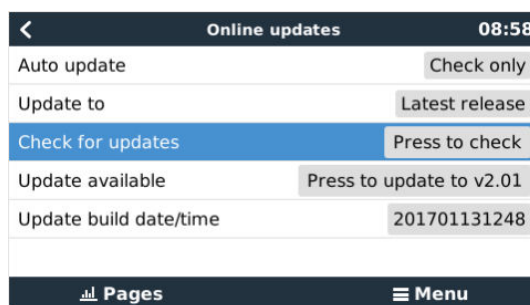 Online updates 08:58
Auto update Check only
Update to Latest release
Check for updates Press to check
Update available Press to update to v2.01
Update build date/time 201701131248
Pages Menu